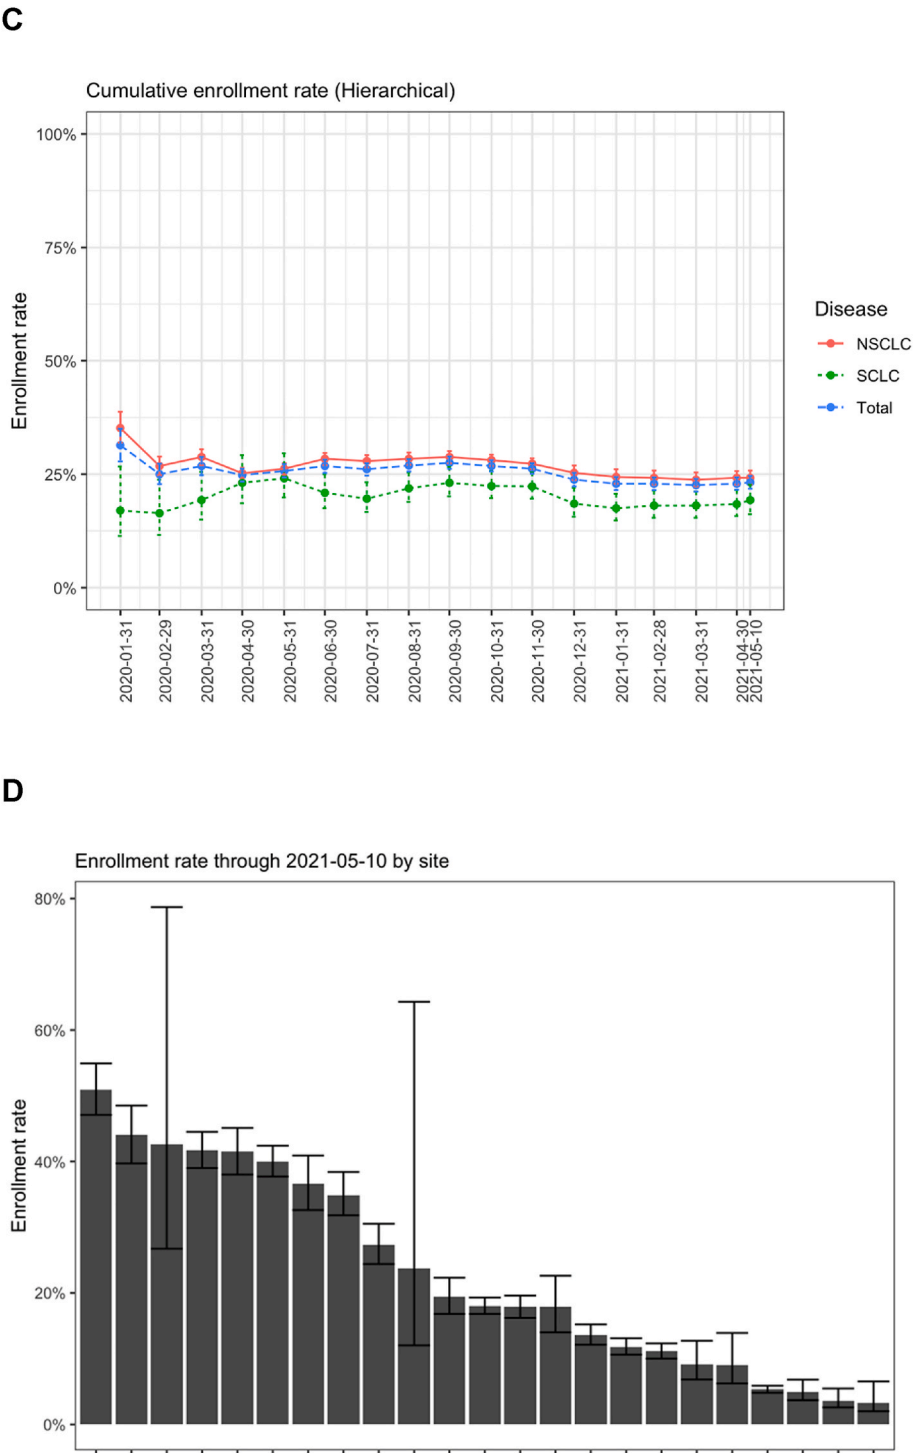 C
Cumulative enrollment rate (Hierarchical)
100%
75%
50%
25%
0%
Enrollment rate
2020-01-31
2020-02-29
2020-03-31
2020-04-30
2020-05-31
2020-06-30
2020-07-31
2020-08-31
2020-09-30
2020-10-31
2020-11-30
2020-12-31
2021-01-31
2021-02-28
2021-03-31
2021-04-30
2021-05-10
Disease
NSCLC
SCLC
Total
D
Enrollment rate through 2021-05-10 by site
80%
60%
40%
20%
0%
Enrollment rate